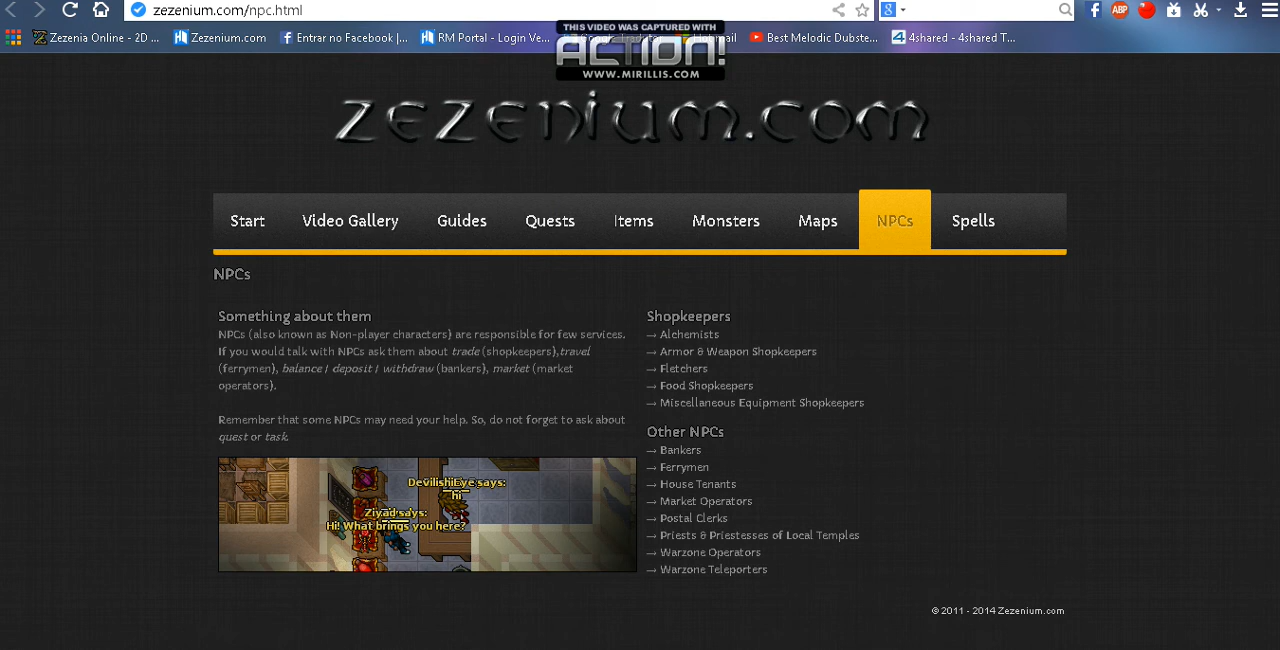 zezenium.com/npc.html
THIS VIDEO WAS CAPTURED WITH
ACTION!
WWW.MIRILLIS.COM
Zezenia Online - 2D ...
Zezenium.com
Entrar no Facebook |...
RM Portal - Login Ve...
Best Melodic Dubste...
4shared - 4shared T...
zezenium.com
Start
Video Gallery
Guides
Quests
Items
Monsters
Maps
NPCs
Spells
NPCs
Something about them
NPCs (also known as Non-player characters) are responsible for few services.
If you would talk with NPCs ask them about trade (shopkeepers),travel
(ferrymen), balance / deposit / withdraw (bankers), market (market
operators).
Remember that some NPCs may need your help. So, do not forget to ask about
quest or task.
DevilishiEye says:
hi
Ziyad says:
Hi! What brings you here?
Shopkeepers
→ Alchemists
→ Armor & Weapon Shopkeepers
→ Fletchers
→ Food Shopkeepers
→ Miscellaneous Equipment Shopkeepers
Other NPCs
→ Bankers
→ Ferrymen
→ House Tenants
→ Market Operators
→ Postal Clerks
→ Priests & Priestesses of Local Temples
→ Warzone Operators
→ Warzone Teleporters
© 2011 - 2014 Zezenium.com